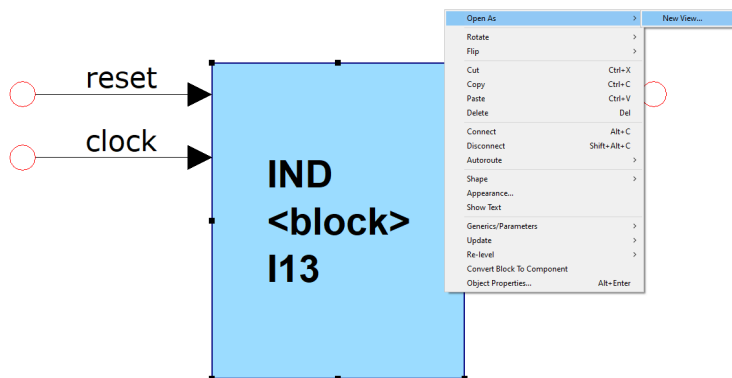 reset
clock
IND
<block>
I13
Open As > New View...
Rotate >
Flip >
Cut Ctrl+X
Copy Ctrl+C
Paste Ctrl+V
Delete Del
Connect Alt+C
Disconnect Shift+Alt+C
Autoroute >
Shape >
Appearance...
Show Text
Generics/Parameters >
Update >
Re-level >
Convert Block To Component
Object Properties... Alt+Enter